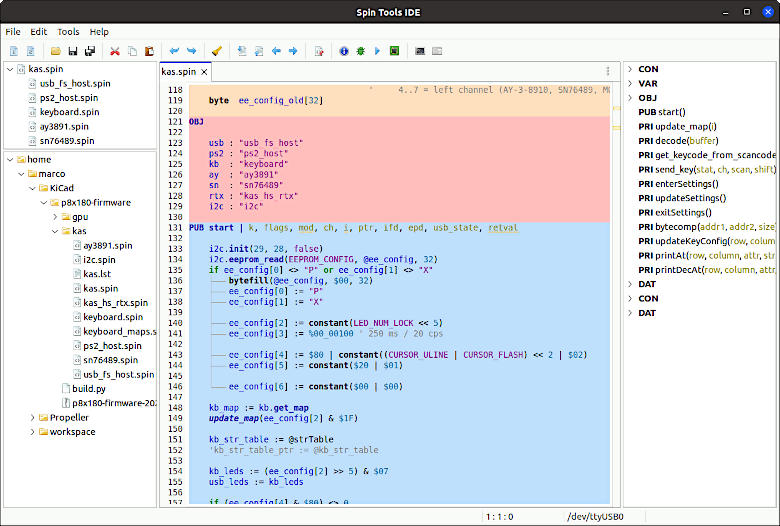 Spin Tools IDE
File Edit Tools Help
kas.spin
usb_fs_host.spin
ps2_host.spin
keyboard.spin
ay3891.spin
sn76489.spin
home
marco
KiCad
p8x180-firmware
gpu
kas
ay3891.spin
i2c.spin
kas.lst
kas.spin
kas_hs_rtx.spin
keyboard.spin
keyboard_maps.s
ps2_host.spin
sn76489.spin
usb_fs_host.spin
build.py
p8x180-firmware-202
Propeller
workspace
kas.spin
118 ' 4..7 = left channel (AY-3-8910, SN76489, MO
119 byte ee_config_old[32]
120
121 OBJ
122
123 usb : "usb_fs_host"
124 ps2 : "ps2_host"
125 kb : "keyboard"
126 ay : "ay3891"
127 sn : "sn76489"
128 rtx : "kas_hs_rtx"
129 i2c : "i2c"
130
131 PUB start | k, flags, mod, ch, i, ptr, ifd, epd, usb_state, retval
132
133 i2c.init(29, 28, false)
134 i2c.eeprom_read(EEPROM_CONFIG, @ee_config, 32)
135 if ee_config[0] <> "P" or ee_config[1] <> "X"
136 bytefill(@ee_config, $00, 32)
137 ee_config[0] := "P"
138 ee_config[1] := "X"
139
140 ee_config[2] := constant(LED_NUM_LOCK << 5)
141 ee_config[3] := %00_00100 ' 250 ms / 20 cps
142
143 ee_config[4] := $80 | constant((CURSOR_ULINE | CURSOR_FLASH) << 2 | $02)
144 ee_config[5] := constant($20 | $01)
145
146 ee_config[6] := constant($00 | $00)
147
148 kb_map := kb.get_map
149 update_map(ee_config[2] & $1F)
150
151 kb_str_table := @strTable
152 'kb_str_table_ptr := @kb_str_table
153
154 kb_leds := (ee_config[2] >> 5) & $07
155 usb_leds := kb_leds
156
157 if (ee_config[4] & $80) <> 0
CON
VAR
OBJ
PUB start()
PRI update_map(i)
PRI decode(buffer)
PRI get_keycode_from_scancode
PRI send_key(stat, ch, scan, shift)
PRI enterSettings()
PRI updateSettings()
PRI exitSettings()
PRI bytecomp(addr1, addr2, size)
PRI updateKeyConfig(row, column,
PRI printAt(row, column, attr, str
PRI printDecAt(row, column, attr,
DAT
CON
DAT
1 : 1 : 0 /dev/ttyUSB0